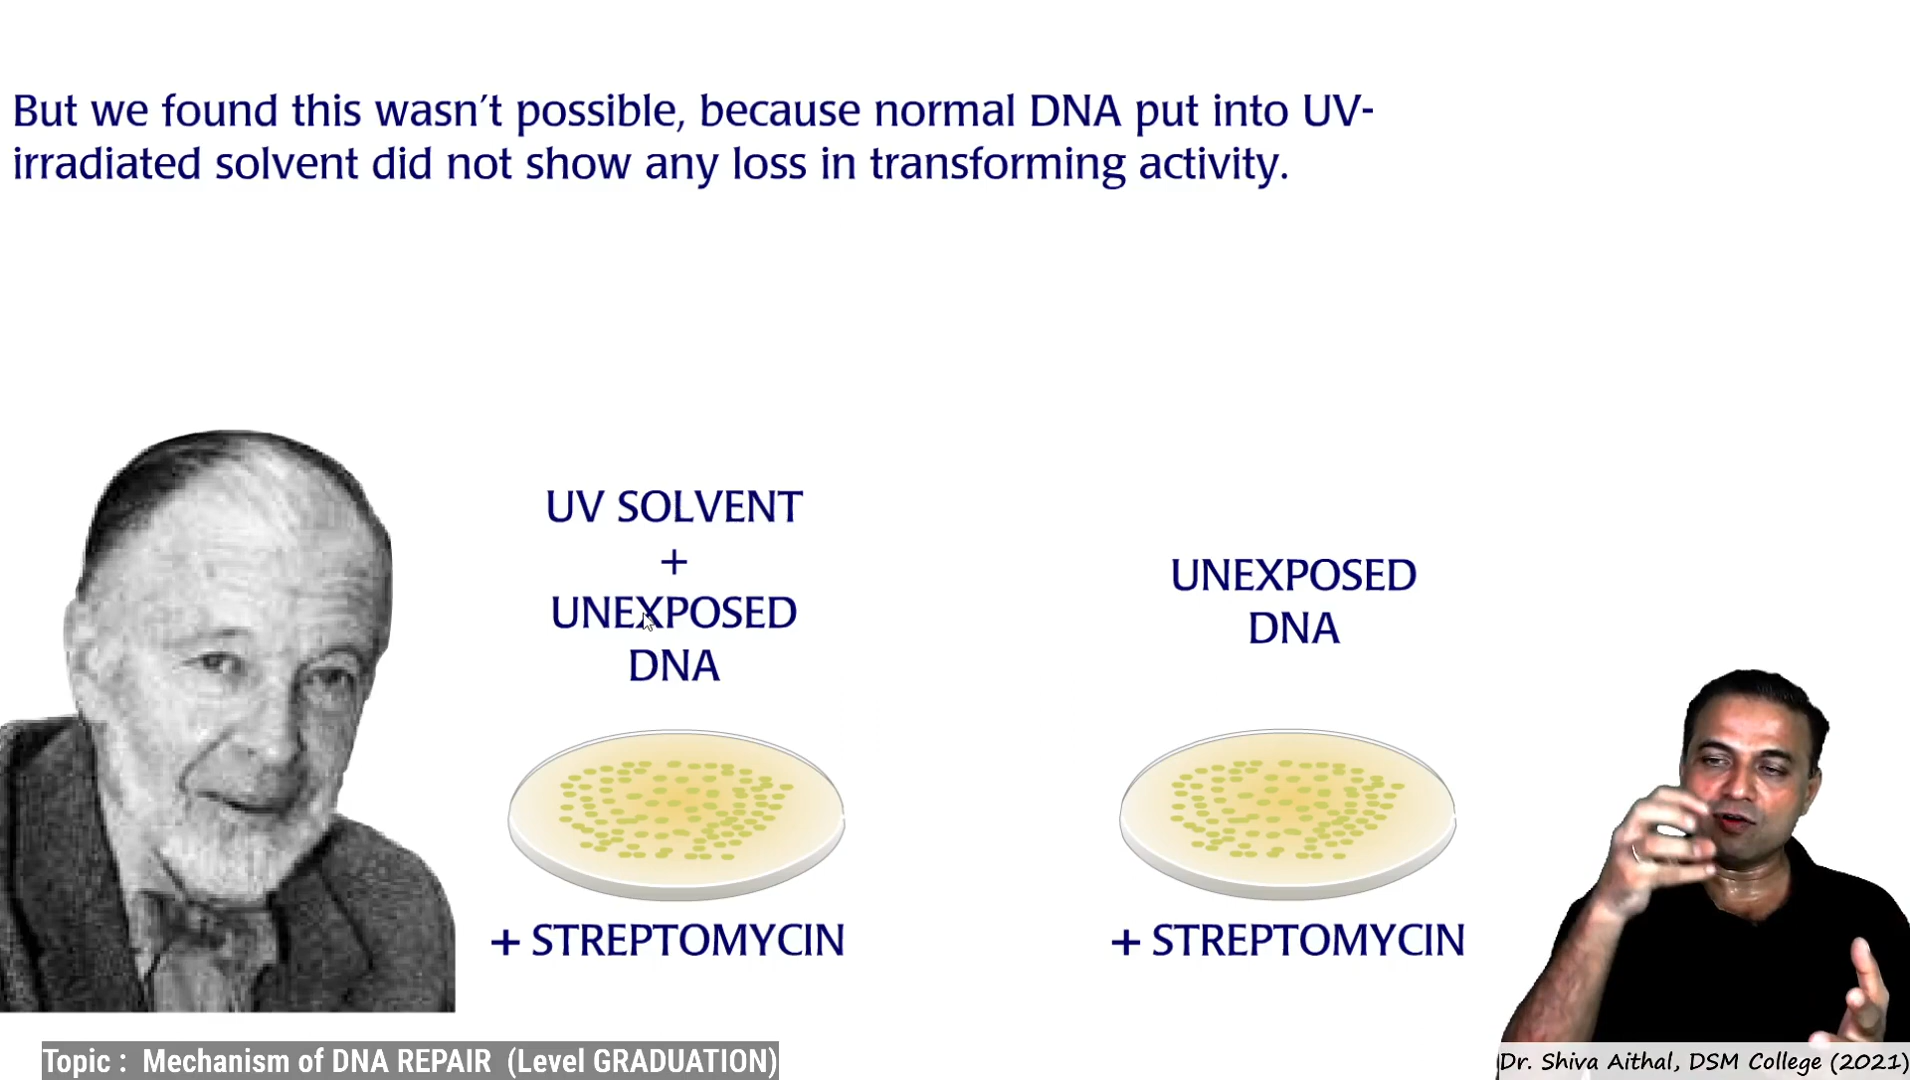 But we found this wasn't possible, because normal DNA put into UV-
irradiated solvent did not show any loss in transforming activity.
UV SOLVENT
+
UNEXPOSED
DNA
+ STREPTOMYCIN
UNEXPOSED
DNA
+ STREPTOMYCIN
Topic : Mechanism of DNA REPAIR (Level GRADUATION)
Dr. Shiva Aithal, DSM College (2021)